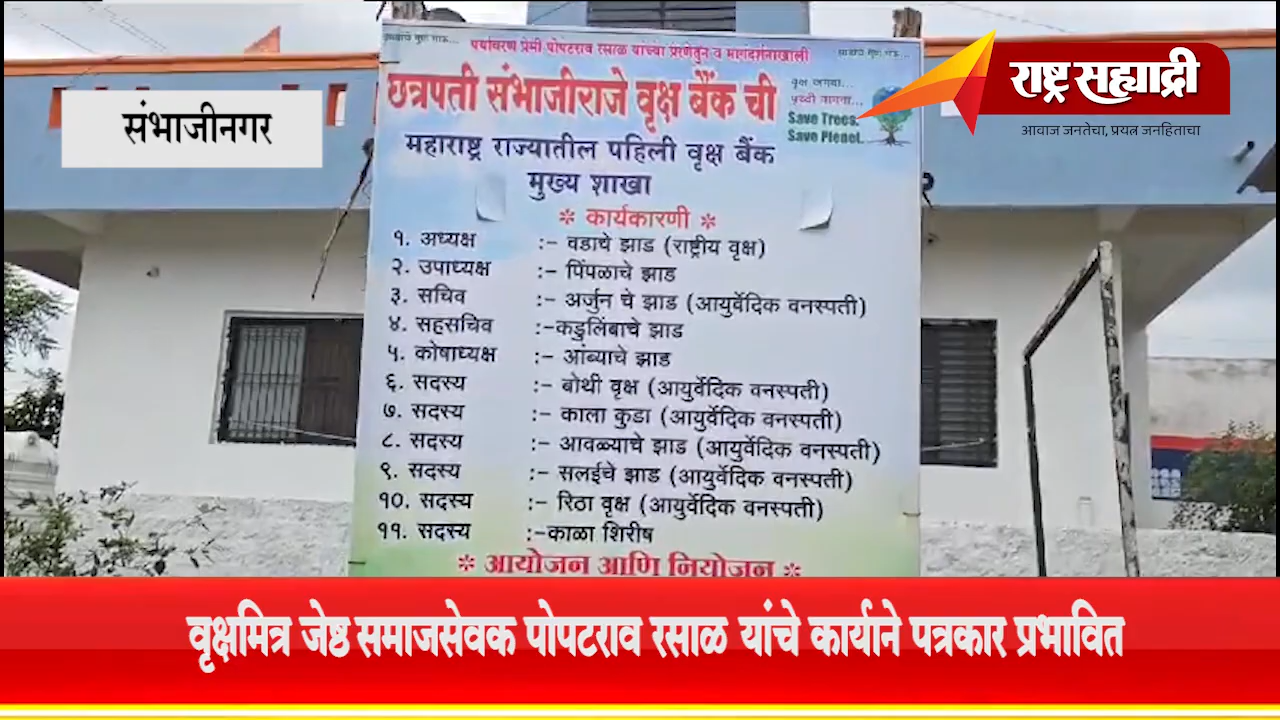 पर्यावरण प्रेमी पोपटराव रसाळ यांच्या प्रेरणेतुन व मार्गदर्शनाखाली
छत्रपती संभाजीराजे वृक्ष बैंक ची
वृक्ष जगवा...
पृथ्वी वाचवा...
Save Trees.
Save Plenet.
राष्ट्र सह्याद्री
आवाज जनतेचा, प्रयत्न जनहिताचा
संभाजीनगर
महाराष्ट्र राज्यातील पहिली वृक्ष बैंक
मुख्य शाखा
* कार्यकारणी *
१. अध्यक्ष :- वडाचे झाड (राष्ट्रीय वृक्ष)
२. उपाध्यक्ष :- पिंपळाचे झाड
३. सचिव :- अर्जुन चे झाड (आयुर्वेदिक वनस्पती)
४. सहसचिव :-कडुलिंबाचे झाड
५. कोषाध्यक्ष :- आंब्याचे झाड
६. सदस्य :- बोथी वृक्ष (आयुर्वेदिक वनस्पती)
७. सदस्य :- काला कुडा (आयुर्वेदिक वनस्पती)
८. सदस्य :- आवळ्याचे झाड (आयुर्वेदिक वनस्पती)
९. सदस्य :- सलईचे झाड (आयुर्वेदिक वनस्पती)
१०. सदस्य :- रिठा वृक्ष (आयुर्वेदिक वनस्पती)
११. सदस्य :-काळा शिरीष
* आयोजन आणि नियोजन *
वृक्षमित्र जेष्ठ समाजसेवक पोपटराव रसाळ यांचे कार्याने पत्रकार प्रभावित